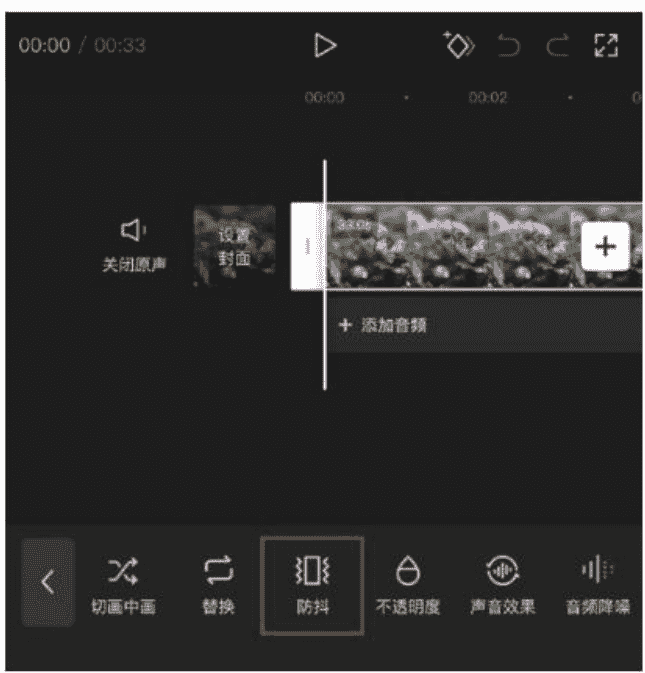 00:00 / 00:33
00:00
00:02
关闭原声
设置
封面
添加音频
切画中画
替换
防抖
不透明度
声音效果
音频降噪